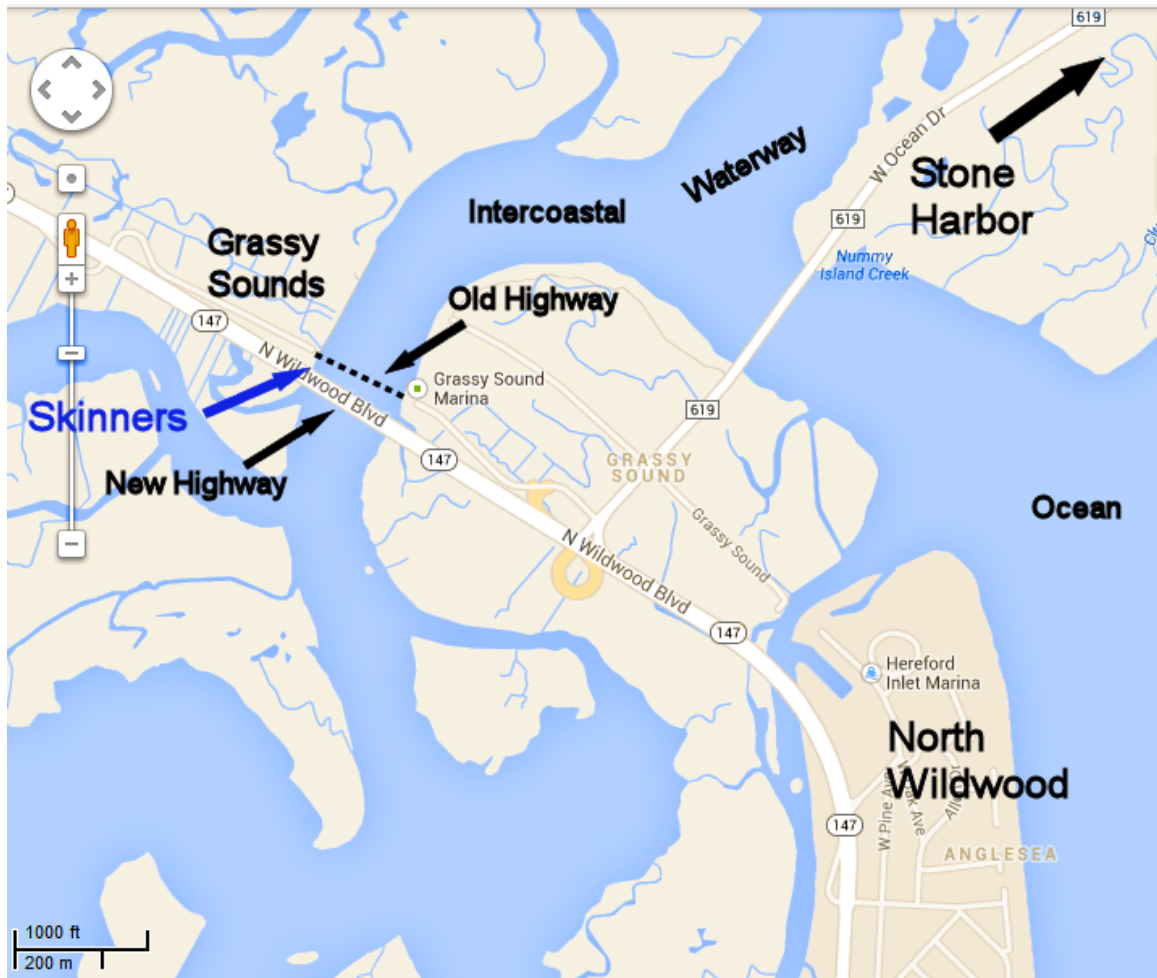 619
W Ocean Dr
Waterway
Stone
Harbor
Intercoastal
619
Nummy
Island Creek
Grassy
Sounds
Old Highway
147
N Wildwood Blvd
Grassy Sound
Marina
Skinners
619
147
GRASSY
SOUND
New Highway
Ocean
Grassy Sound
N Wildwood Blvd
147
Hereford
Inlet Marina
North
Wildwood
W Pine Ave
147
ANGLESEA
1000 ft
200 m